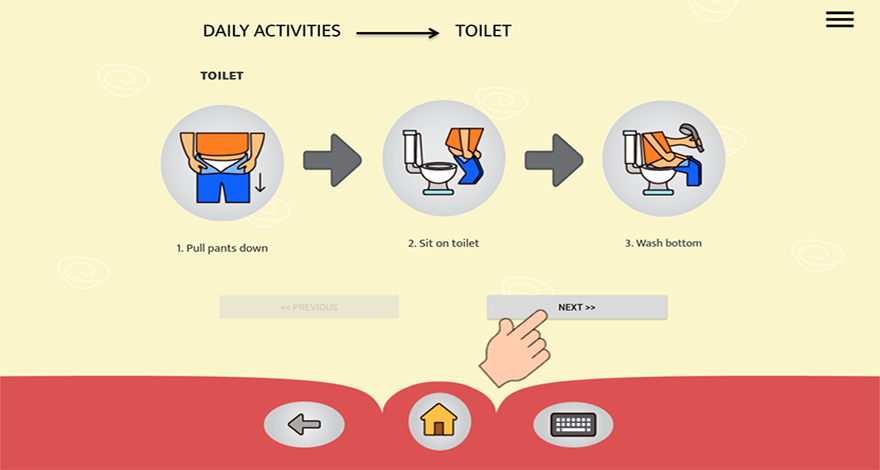 DAILY ACTIVITIES TOILET
TOILET
1. Pull pants down
2. Sit on toilet
3. Wash bottom
<< PREVIOUS
NEXT >>